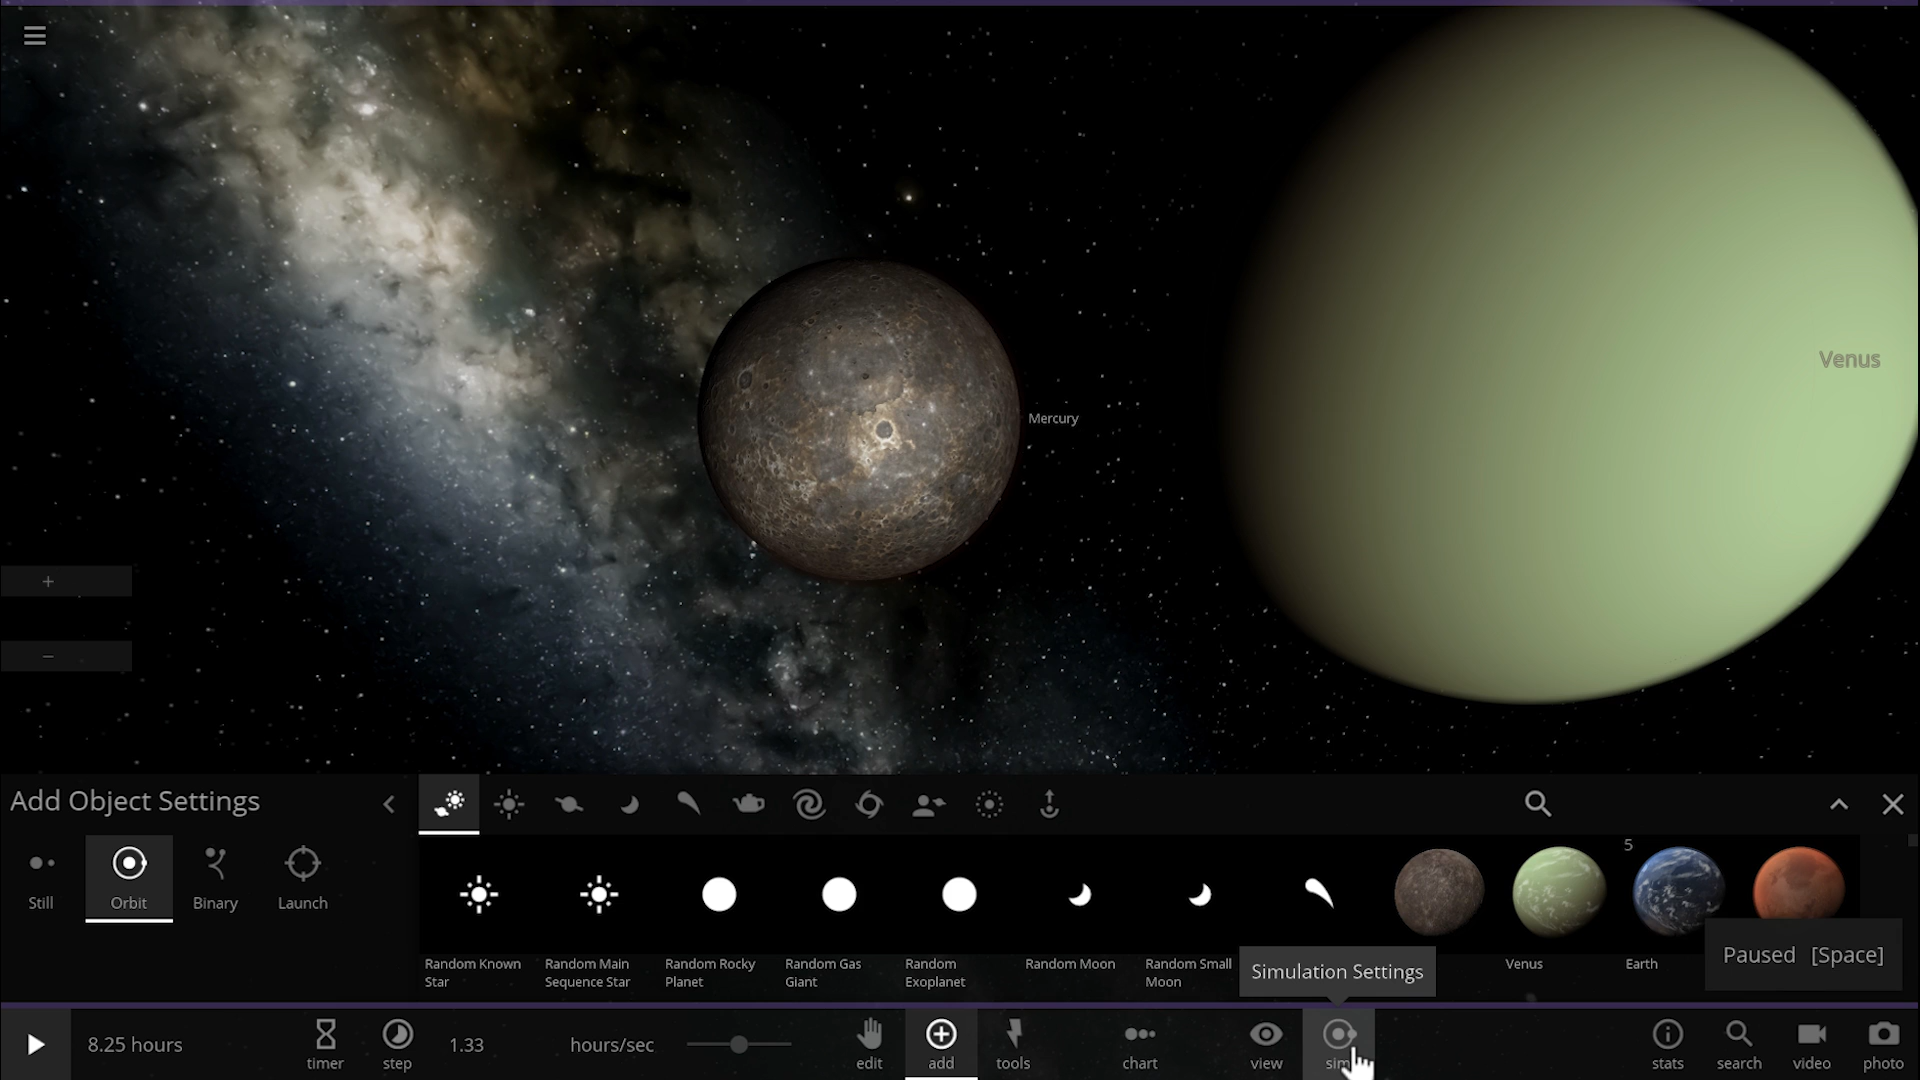 Venus
Mercury
+
−
Add Object Settings
Still
Orbit
Binary
Launch
5
Random Known
Star
Random Main
Sequence Star
Random Rocky
Planet
Random Gas
Giant
Random
Exoplanet
Random Moon
Random Small
Moon
Venus
Earth
Simulation Settings
Paused [Space]
8.25 hours
timer
step
1.33
hours/sec
edit
add
tools
chart
view
sim
stats
search
video
photo